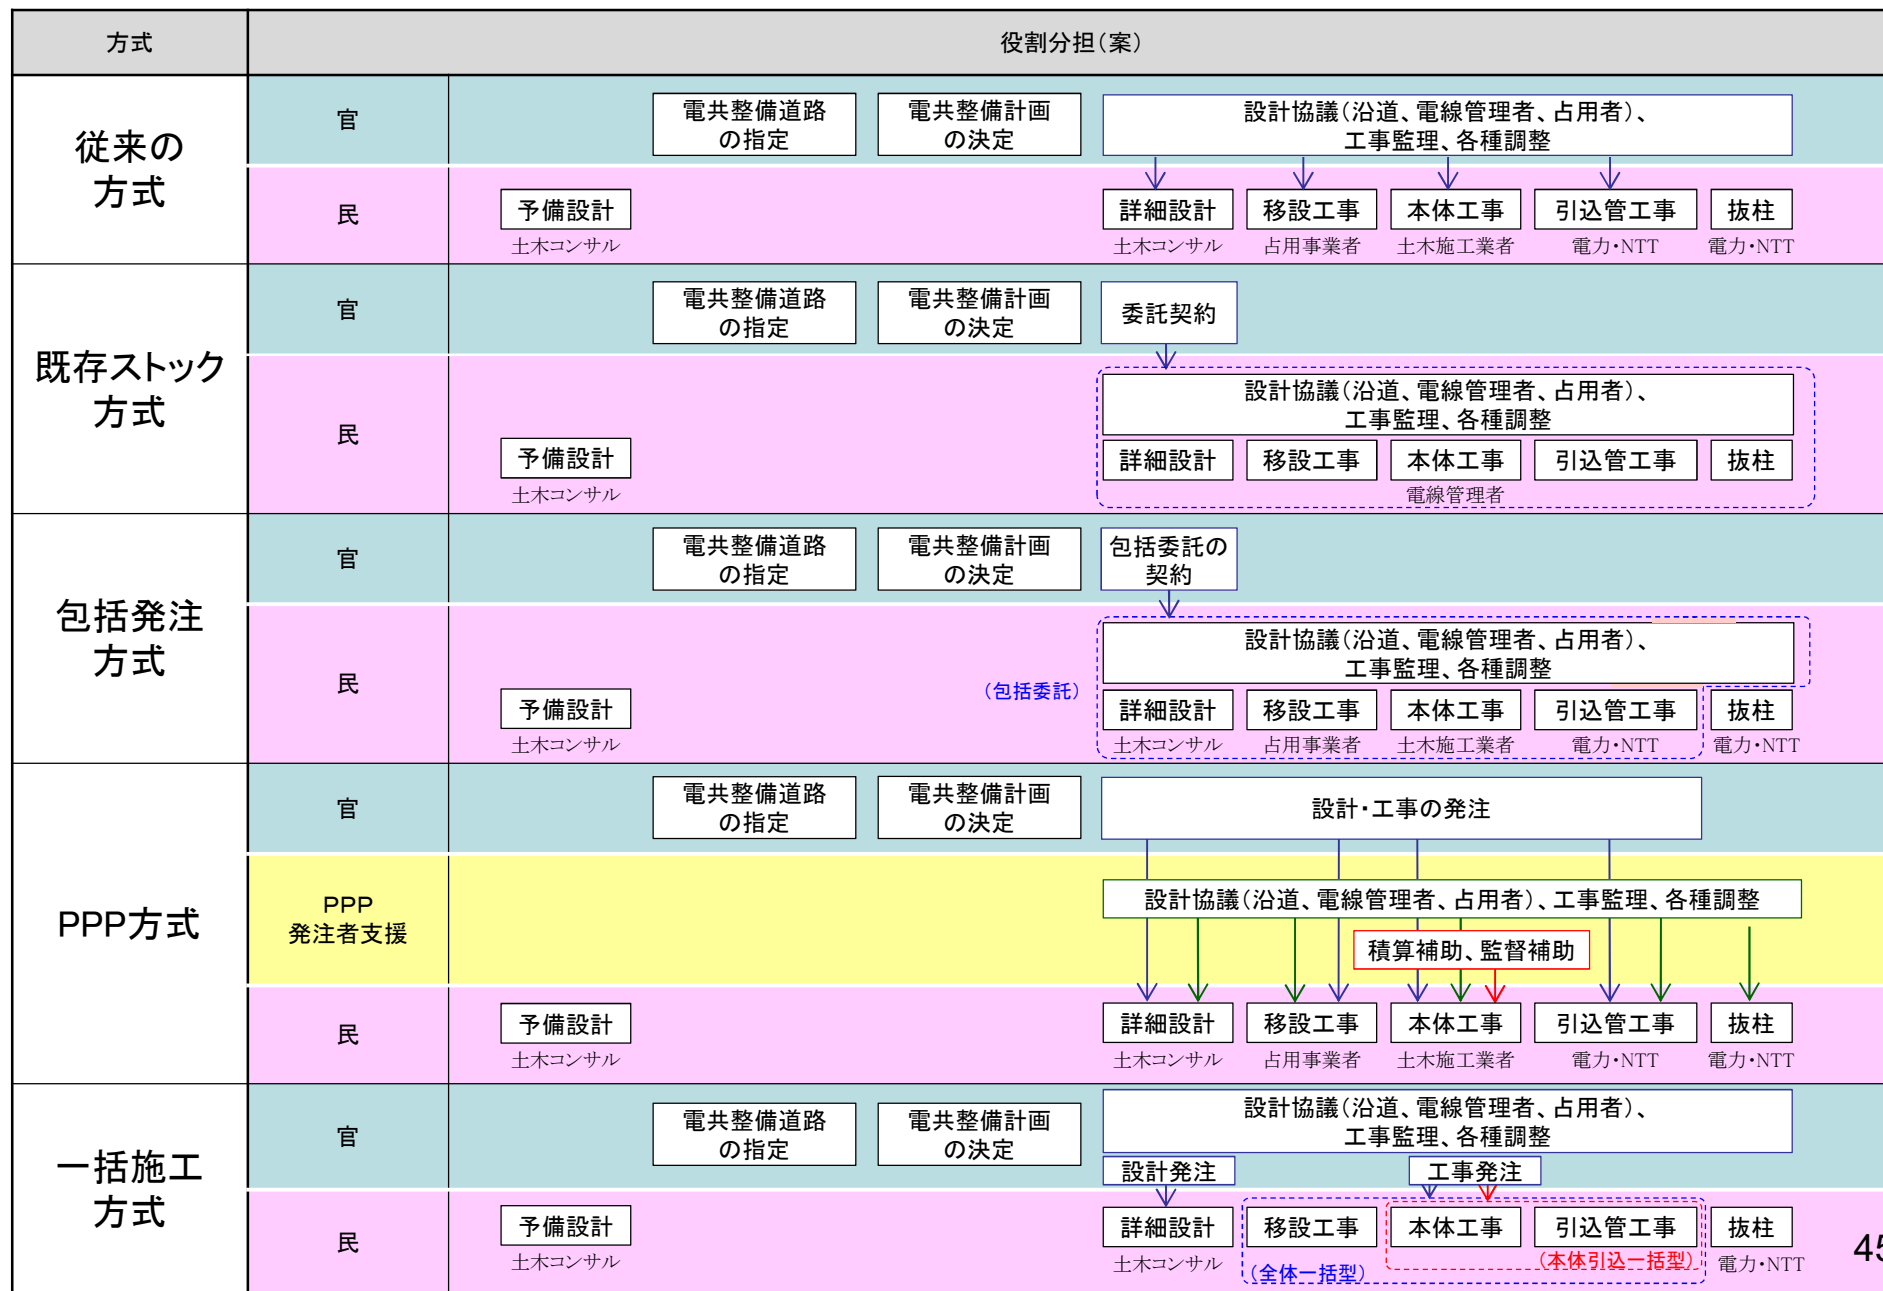 方式
役割分担（案）
従来の
方式
官
電共整備道路
の指定
電共整備計画
の決定
設計協議（沿道、電線管理者、占用者）、
工事監理、各種調整
民
予備設計
土木コンサル
詳細設計
土木コンサル
移設工事
占用事業者
本体工事
土木施工業者
引込管工事
電力・NTT
抜柱
電力・NTT
既存ストック
方式
官
電共整備道路
の指定
電共整備計画
の決定
委託契約
民
設計協議（沿道、電線管理者、占用者）、
工事監理、各種調整
予備設計
土木コンサル
詳細設計
移設工事
本体工事
引込管工事
抜柱
電線管理者
包括発注
方式
官
電共整備道路
の指定
電共整備計画
の決定
包括委託の
契約
民
設計協議（沿道、電線管理者、占用者）、
工事監理、各種調整
（包括委託）
予備設計
土木コンサル
詳細設計
土木コンサル
移設工事
占用事業者
本体工事
土木施工業者
引込管工事
電力・NTT
抜柱
電力・NTT
PPP方式
官
電共整備道路
の指定
電共整備計画
の決定
設計・工事の発注
PPP
発注者支援
設計協議（沿道、電線管理者、占用者）、工事監理、各種調整
積算補助、監督補助
民
予備設計
土木コンサル
詳細設計
土木コンサル
移設工事
占用事業者
本体工事
土木施工業者
引込管工事
電力・NTT
抜柱
電力・NTT
一括施工
方式
官
電共整備道路
の指定
電共整備計画
の決定
設計協議（沿道、電線管理者、占用者）、
工事監理、各種調整
設計発注
工事発注
民
予備設計
土木コンサル
詳細設計
土木コンサル
移設工事
本体工事
引込管工事
抜柱
電力・NTT
（本体引込一括型）
（全体一括型）
45